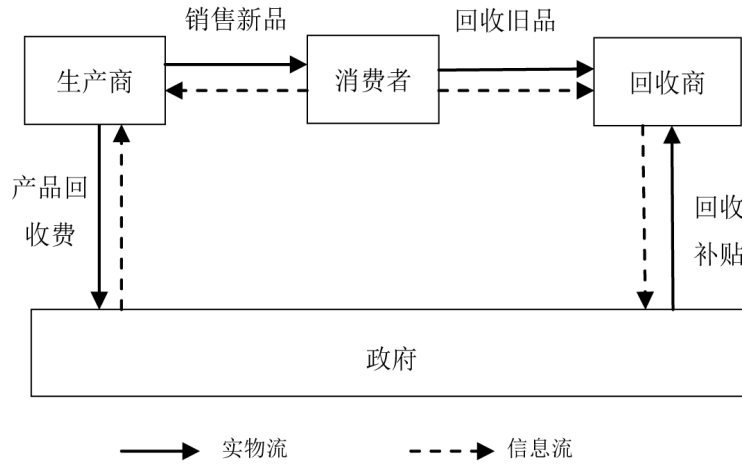 销售新品
回收旧品
生产商
消费者
回收商
产品回
收费
回收
补贴
政府
实物流
信息流